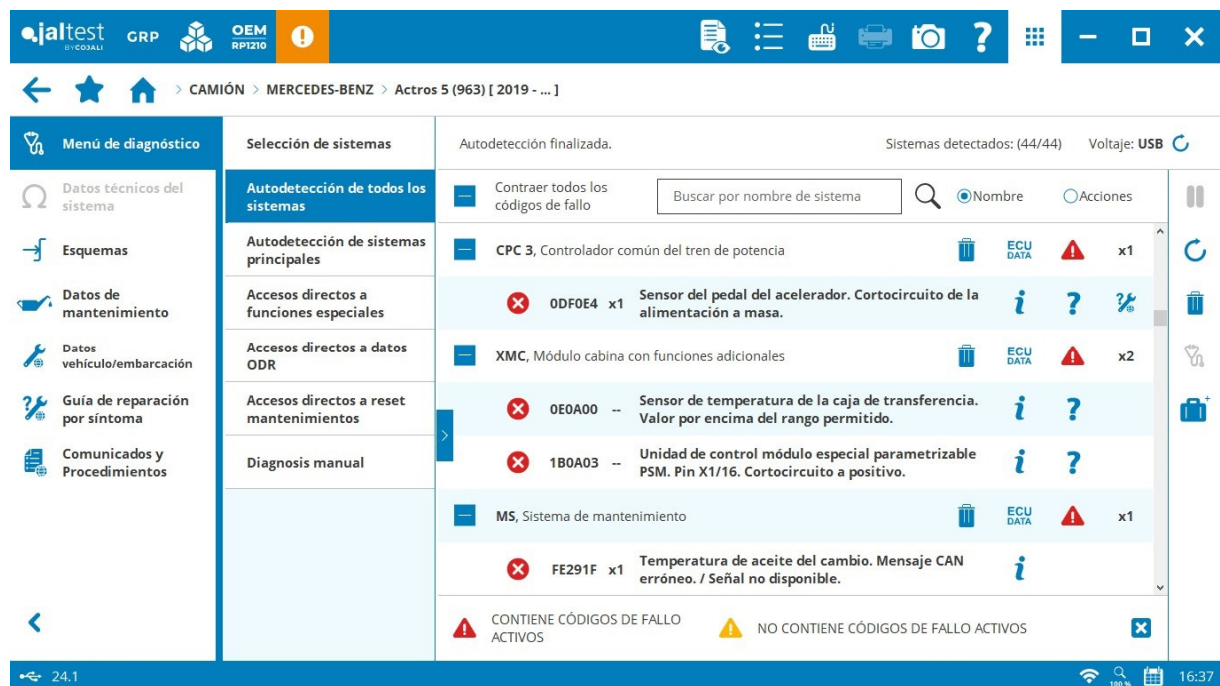 jaltest
BY COJALI
GRP
OEM
RP1210
> CAMIÓN > MERCEDES-BENZ > Actros 5 (963) [ 2019 - ... ]
Menú de diagnóstico
Datos técnicos del
sistema
Esquemas
Datos de
mantenimiento
Datos
vehículo/embarcación
Guía de reparación
por síntoma
Comunicados y
Procedimientos
Selección de sistemas
Autodetección de todos los
sistemas
Autodetección de sistemas
principales
Accesos directos a
funciones especiales
Accesos directos a datos
ODR
Accesos directos a reset
mantenimientos
Diagnosis manual
Autodetección finalizada.
Sistemas detectados: (44/44)
Voltaje: USB
Contraer todos los
códigos de fallo
Buscar por nombre de sistema
Nombre
Acciones
CPC 3, Controlador común del tren de potencia
ECU
DATA
x1
0DF0E4 x1
Sensor del pedal del acelerador. Cortocircuito de la
alimentación a masa.
XMC, Módulo cabina con funciones adicionales
ECU
DATA
x2
0E0A00 --
Sensor de temperatura de la caja de transferencia.
Valor por encima del rango permitido.
1B0A03 --
Unidad de control módulo especial parametrizable
PSM. Pin X1/16. Cortocircuito a positivo.
MS, Sistema de mantenimiento
ECU
DATA
x1
FE291F x1
Temperatura de aceite del cambio. Mensaje CAN
erróneo. / Señal no disponible.
CONTIENE CÓDIGOS DE FALLO
ACTIVOS
NO CONTIENE CÓDIGOS DE FALLO ACTIVOS
24.1
100 %
16:37